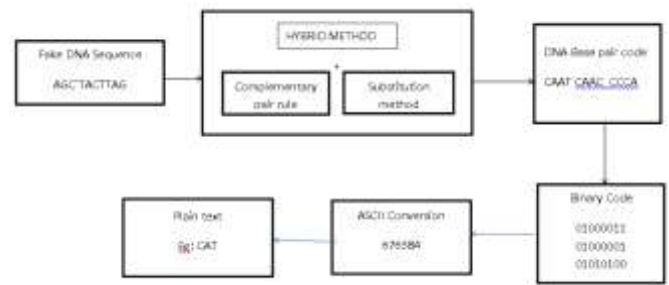 Fake DNA Sequence
AGCTACTTAG
HYBRID METHOD
+
Complementary
pair rule
Substitution
method
DNA Base pair code
CAAT CAAC CCCA
Binary Code
01000011
01000001
01010100
ASCII Conversion
676584
Plain text
Eg: CAT